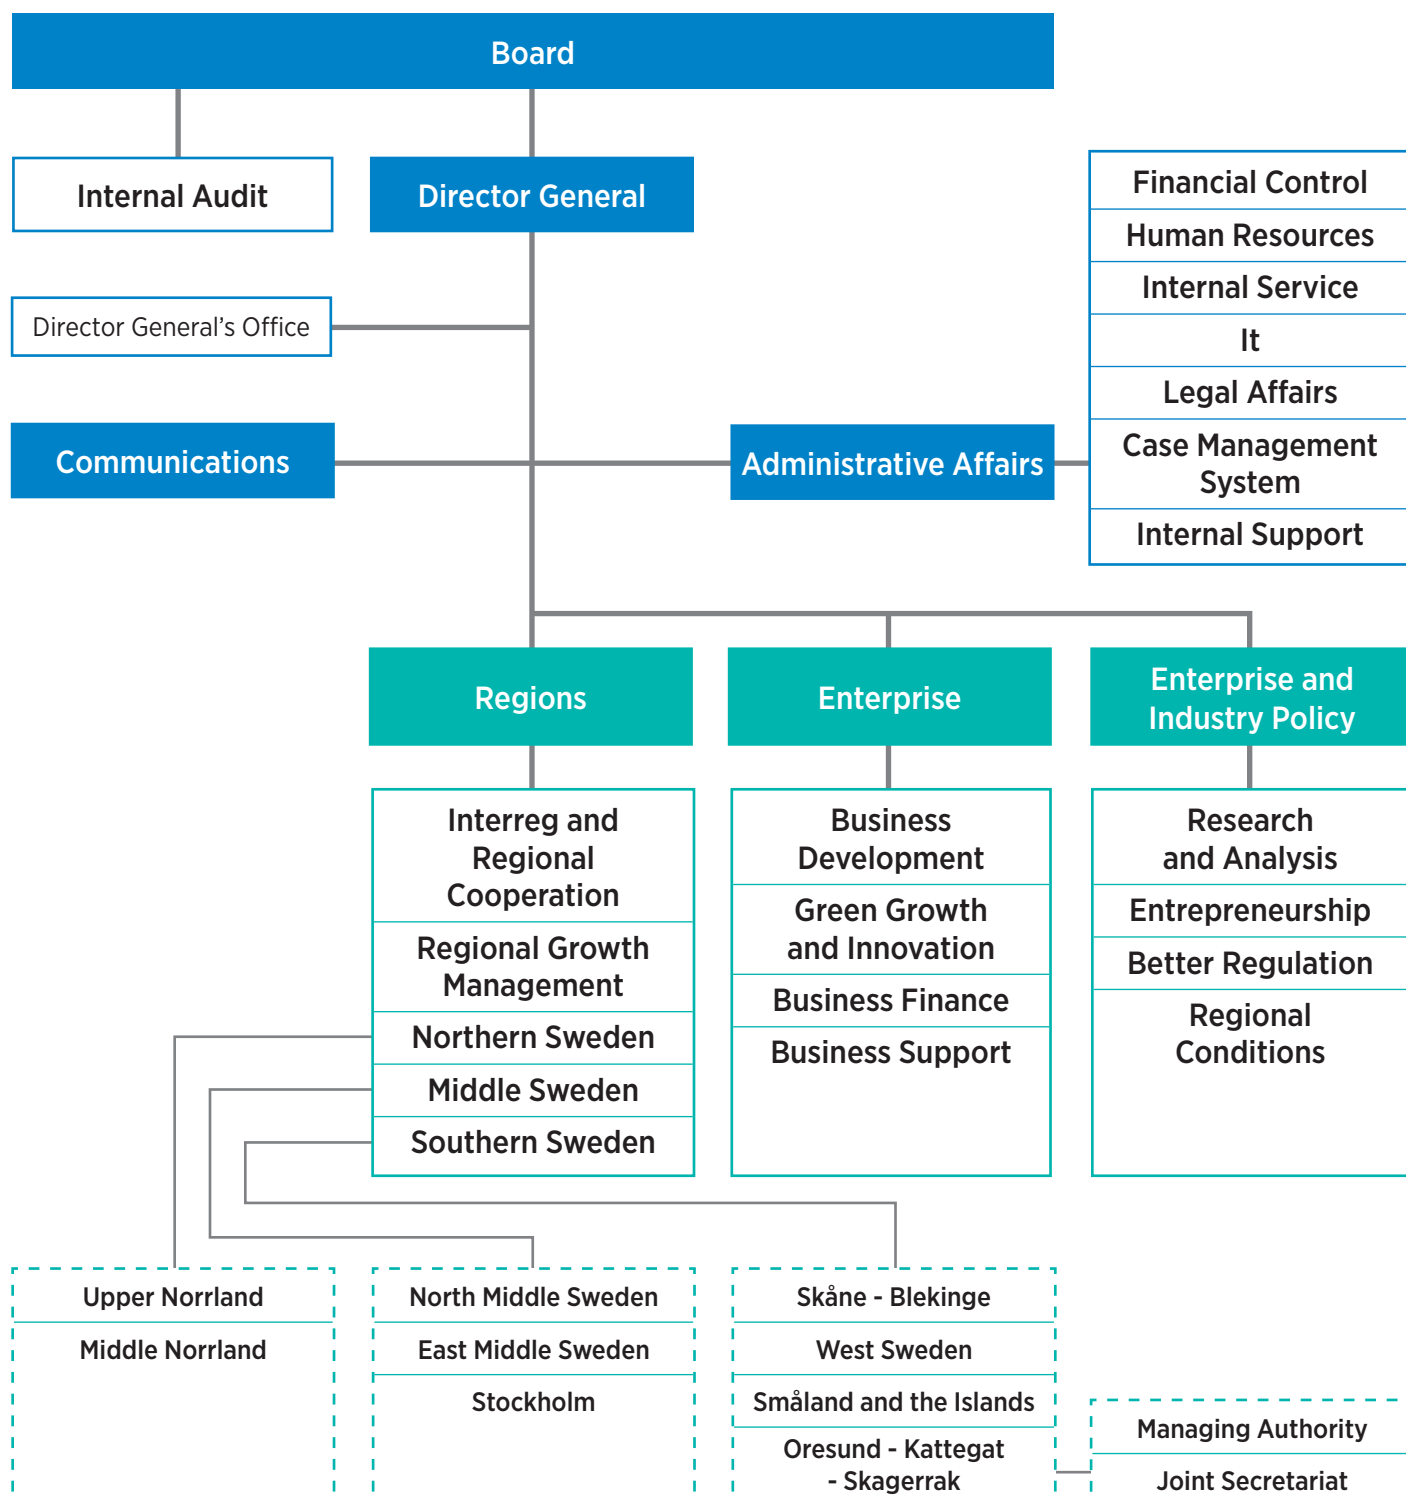 Board
Internal Audit
Director General
Director General’s Office
Communications
Administrative Affairs
Financial Control
Human Resources
Internal Service
It
Legal Affairs
Case Management
System
Internal Support
Regions
Interreg and
Regional
Cooperation
Regional Growth
Management
Northern Sweden
Middle Sweden
Southern Sweden
Enterprise
Business
Development
Green Growth
and Innovation
Business Finance
Business Support
Enterprise and
Industry Policy
Research
and Analysis
Entrepreneurship
Better Regulation
Regional
Conditions
Upper Norrland
Middle Norrland
North Middle Sweden
East Middle Sweden
Stockholm
Skåne - Blekinge
West Sweden
Småland and the Islands
Oresund - Kattegat
- Skagerrak
Managing Authority
Joint Secretariat